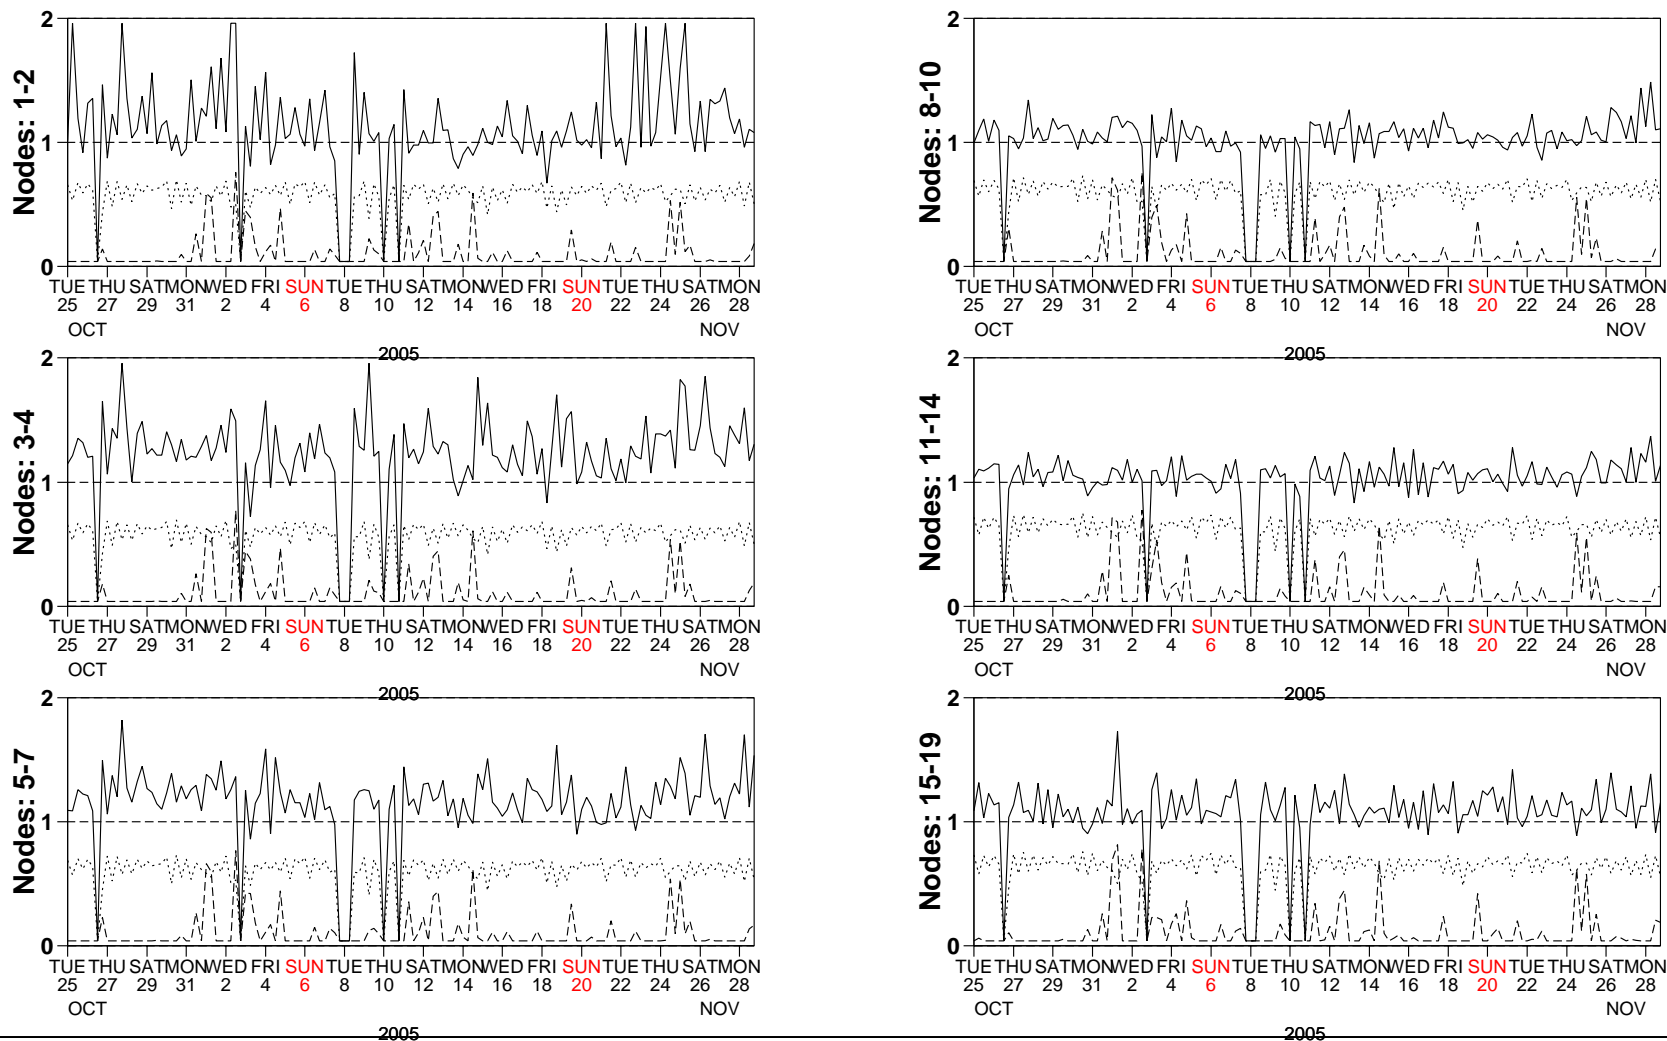 Nodes: 1-2
2
1
0
TUE THU SAT MON WED FRI SUN TUE THU SAT MON WED FRI SUN TUE THU SAT MON
25 27 29 31 2 4 6 8 10 12 14 16 18 20 22 24 26 28
OCT NOV
2005
Nodes: 8-10
2
1
0
TUE THU SAT MON WED FRI SUN TUE THU SAT MON WED FRI SUN TUE THU SAT MON
25 27 29 31 2 4 6 8 10 12 14 16 18 20 22 24 26 28
OCT NOV
2005
Nodes: 3-4
2
1
0
TUE THU SAT MON WED FRI SUN TUE THU SAT MON WED FRI SUN TUE THU SAT MON
25 27 29 31 2 4 6 8 10 12 14 16 18 20 22 24 26 28
OCT NOV
2005
Nodes: 11-14
2
1
0
TUE THU SAT MON WED FRI SUN TUE THU SAT MON WED FRI SUN TUE THU SAT MON
25 27 29 31 2 4 6 8 10 12 14 16 18 20 22 24 26 28
OCT NOV
2005
Nodes: 5-7
2
1
0
TUE THU SAT MON WED FRI SUN TUE THU SAT MON WED FRI SUN TUE THU SAT MON
25 27 29 31 2 4 6 8 10 12 14 16 18 20 22 24 26 28
OCT NOV
2005
Nodes: 15-19
2
1
0
TUE THU SAT MON WED FRI SUN TUE THU SAT MON WED FRI SUN TUE THU SAT MON
25 27 29 31 2 4 6 8 10 12 14 16 18 20 22 24 26 28
OCT NOV
2005